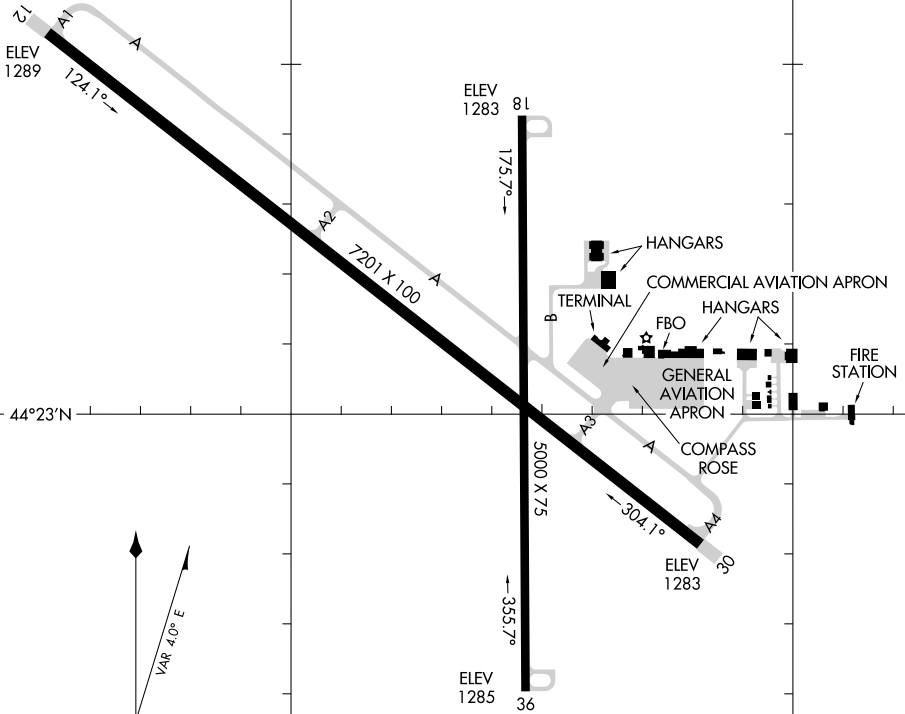 12
A1
A
ELEV
1289
124.1°
ELEV
1283
18
175.7°
A2
7201 X 100
A
HANGARS
COMMERCIAL AVIATION APRON
TERMINAL
HANGARS
B
FBO
FIRE
STATION
GENERAL
AVIATION
APRON
44°23'N
A3
A
COMPASS
ROSE
5000 X 75
304.1°
A4
ELEV
1283
30
VAR 4.0° E
355.7°
ELEV
1285
36